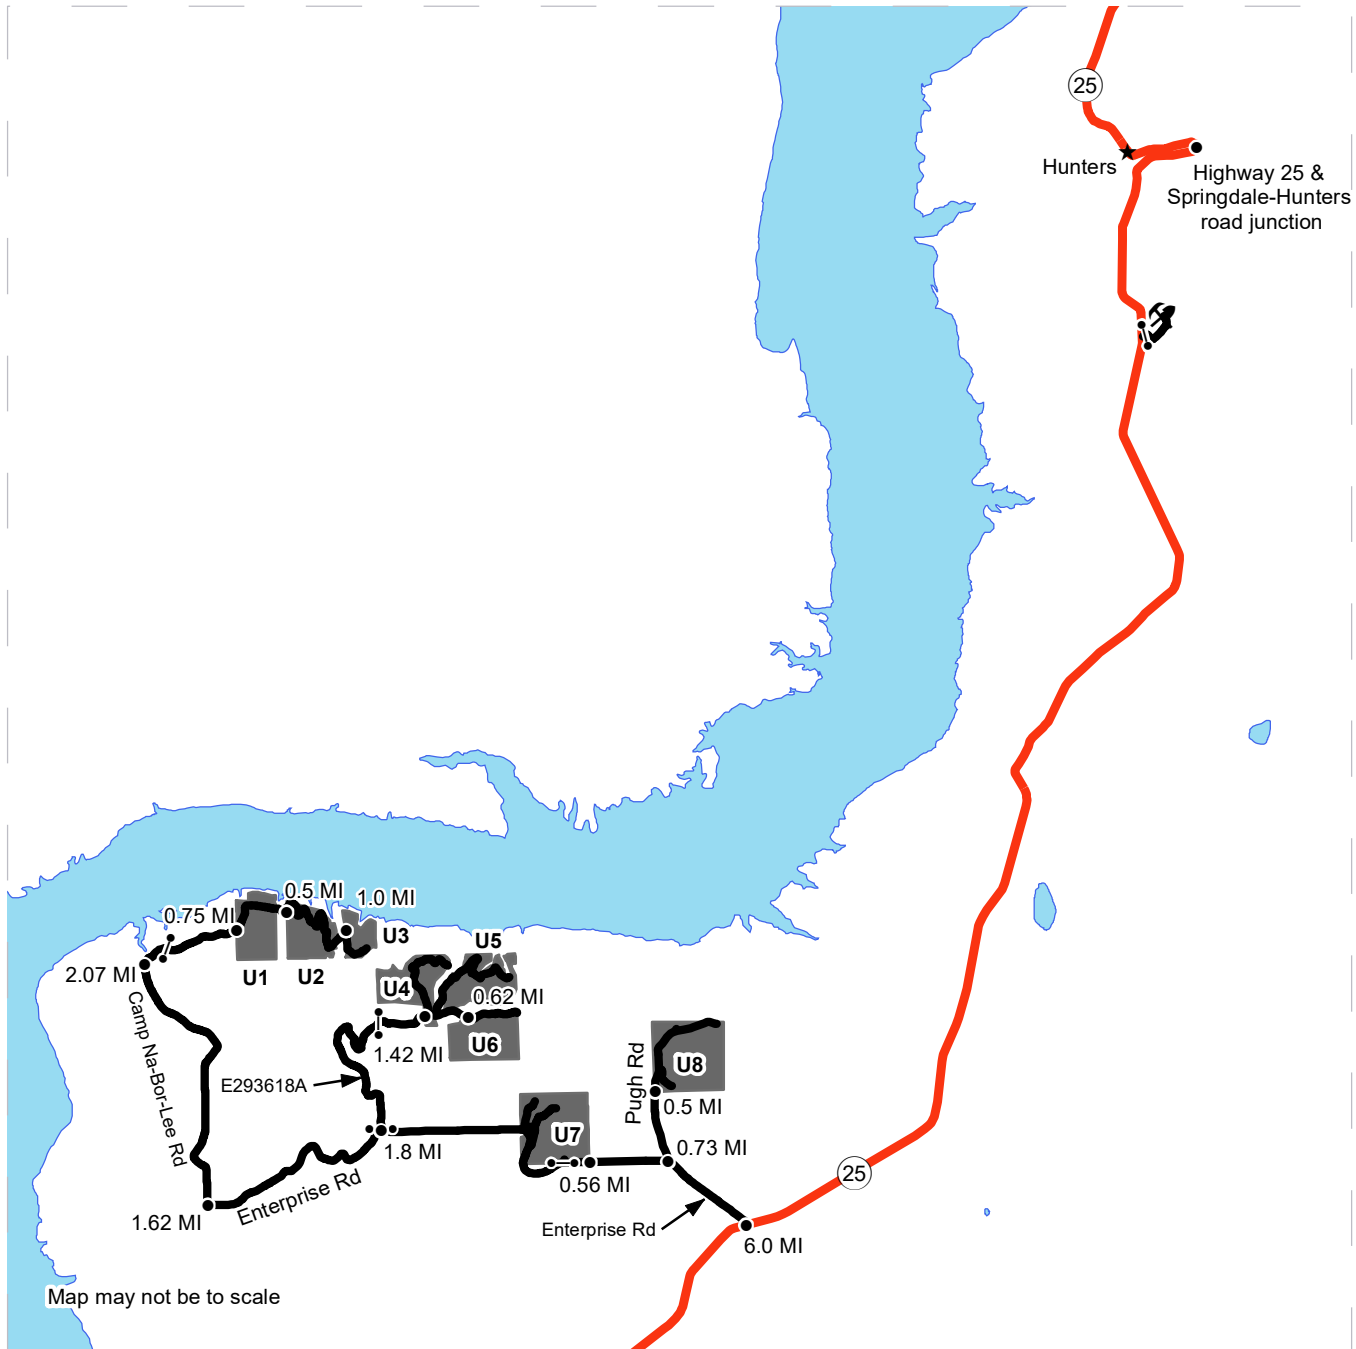 25
Hunters
Highway 25 &
Springdale-Hunters
road junction
0.5 MI
1.0 MI
0.75 MI
U3
U5
U1
U2
2.07 MI
U4
0.62 MI
Camp Na-Bor-Lee Rd
U6
1.42 MI
E293618A
Pugh Rd
U8
0.5 MI
U7
1.8 MI
0.73 MI
0.56 MI
25
Enterprise Rd
1.62 MI
Enterprise Rd
6.0 MI
Map may not be to scale